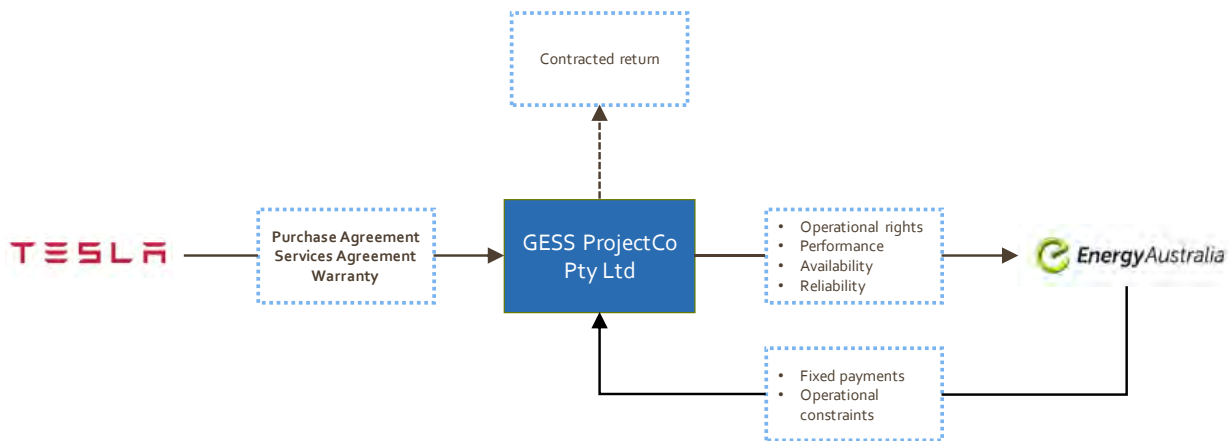 Contracted return
TESLA
Purchase Agreement
Services Agreement
Warranty
GESS ProjectCo
Pty Ltd
• Operational rights
• Performance
• Availability
• Reliability
EnergyAustralia
• Fixed payments
• Operational
constraints